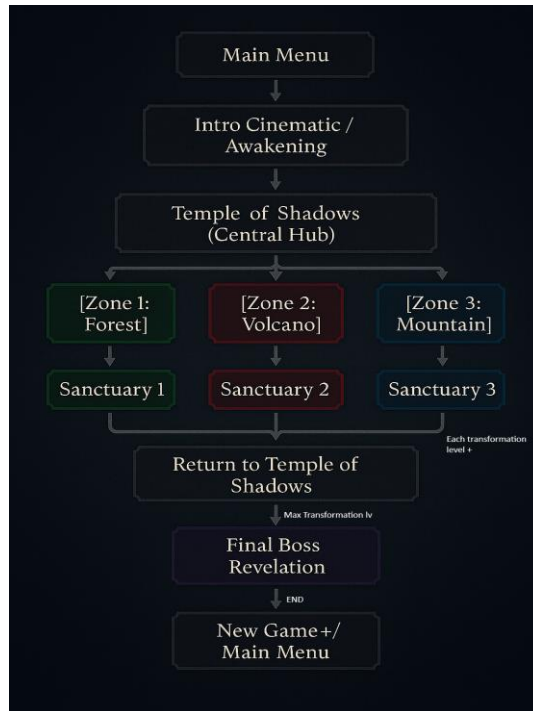 Main Menu
Intro Cinematic /
Awakening
Temple of Shadows
(Central Hub)
[Zone 1:
Forest]
[Zone 2:
Volcano]
[Zone 3:
Mountain]
Sanctuary 1
Sanctuary 2
Sanctuary 3
Each transformation
level +
Return to Temple of
Shadows
Max Transformation lv
Final Boss
Revelation
END
New Game+/
Main Menu